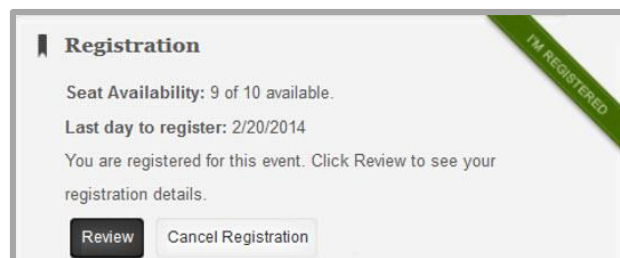 Registration
I'M REGISTERED
Seat Availability: 9 of 10 available.
Last day to register: 2/20/2014
You are registered for this event. Click Review to see your
registration details.
Review
Cancel Registration